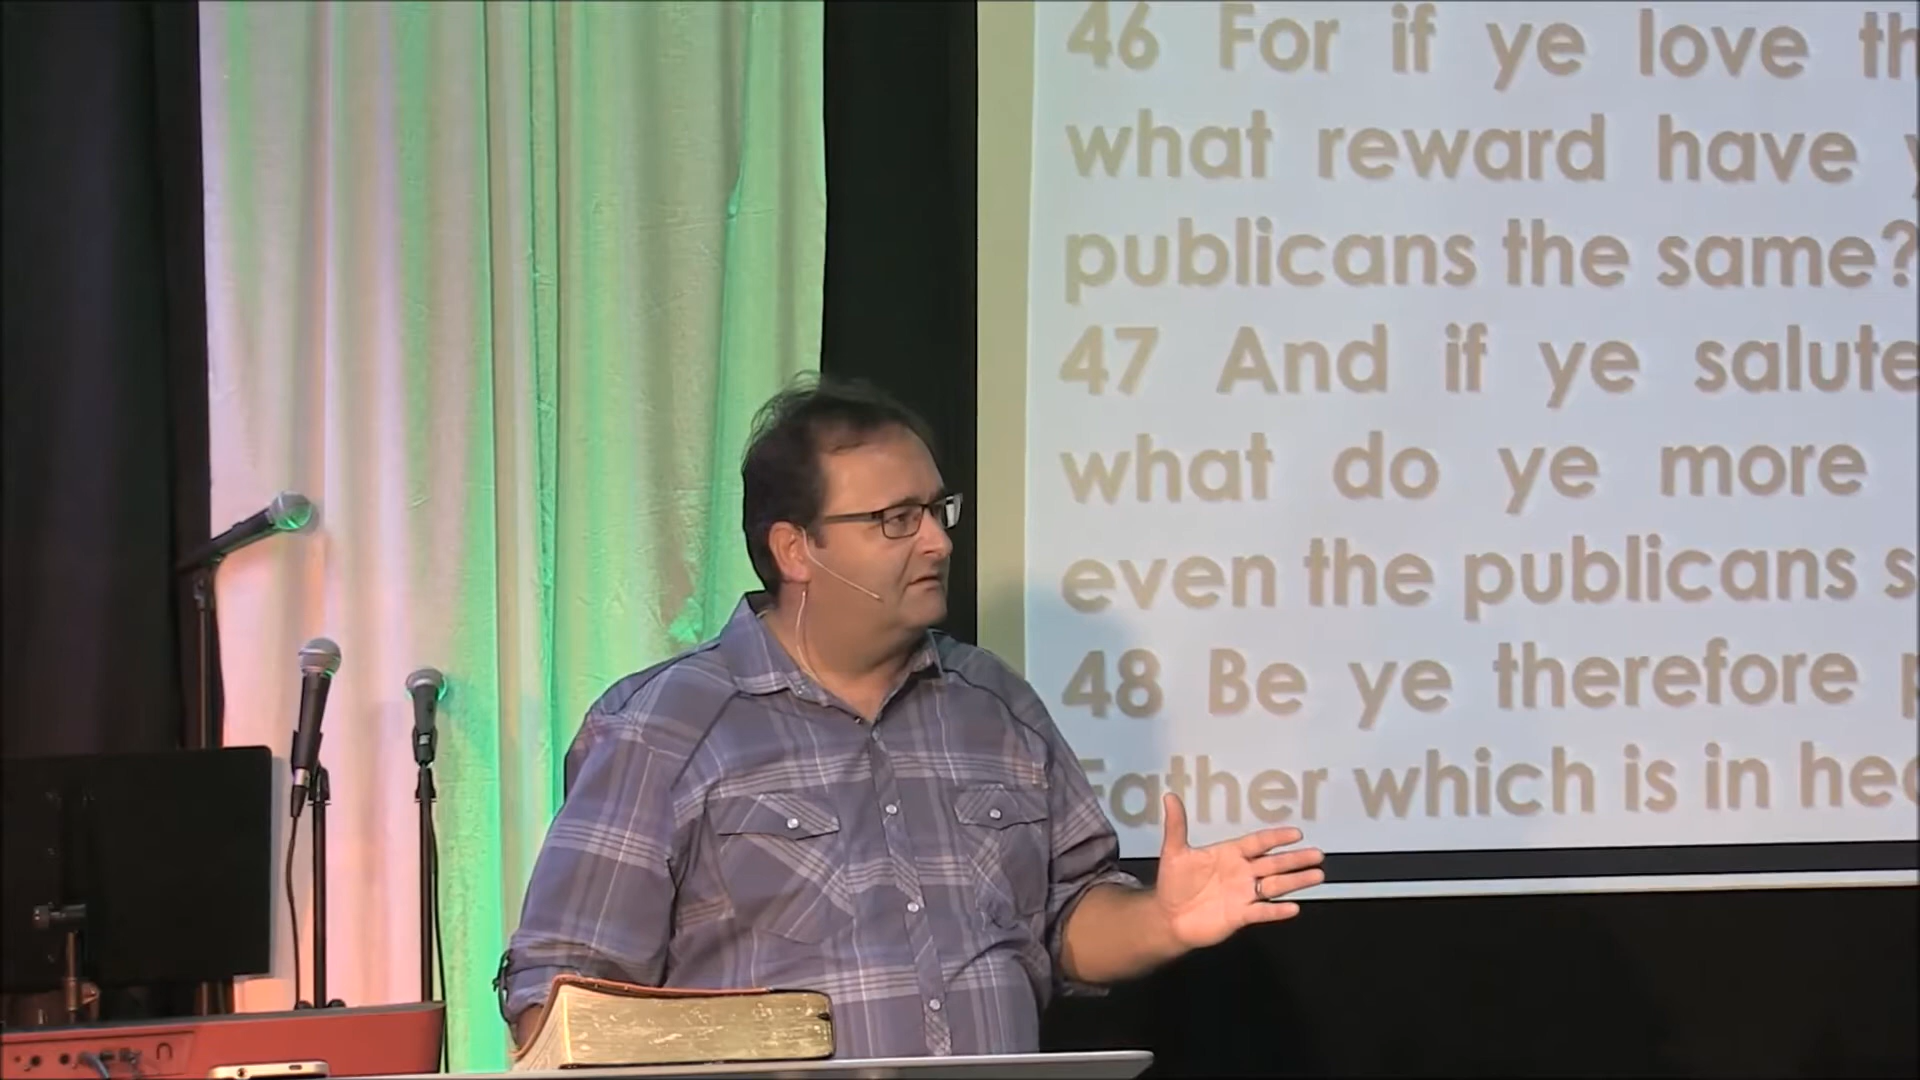 46 For if ye love th
what reward have y
publicans the same?
47 And if ye salute
what do ye more
even the publicans s
48 Be ye therefore p
Father which is in hea